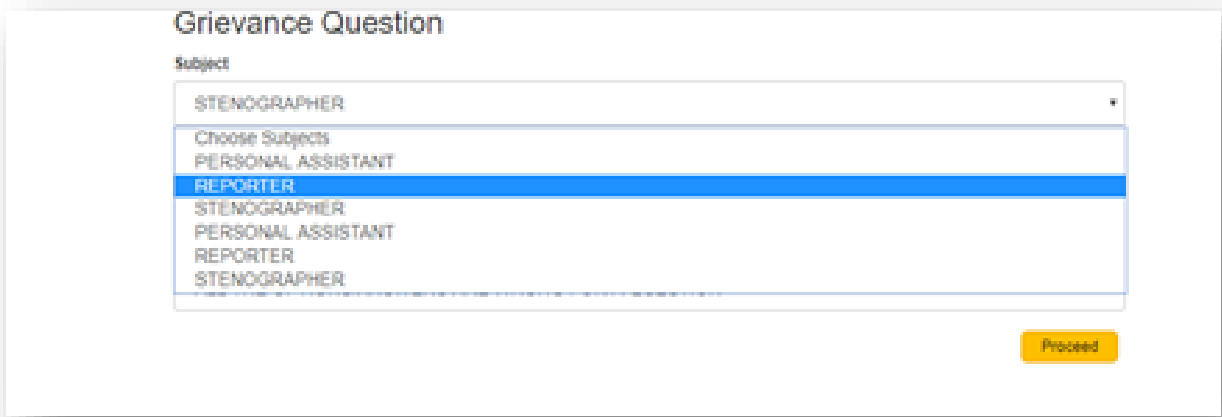 Grievance Question
Subject
STENOGRAPHER
Choose Subjects
PERSONAL ASSISTANT
REPORTER
STENOGRAPHER
PERSONAL ASSISTANT
REPORTER
STENOGRAPHER
Proceed